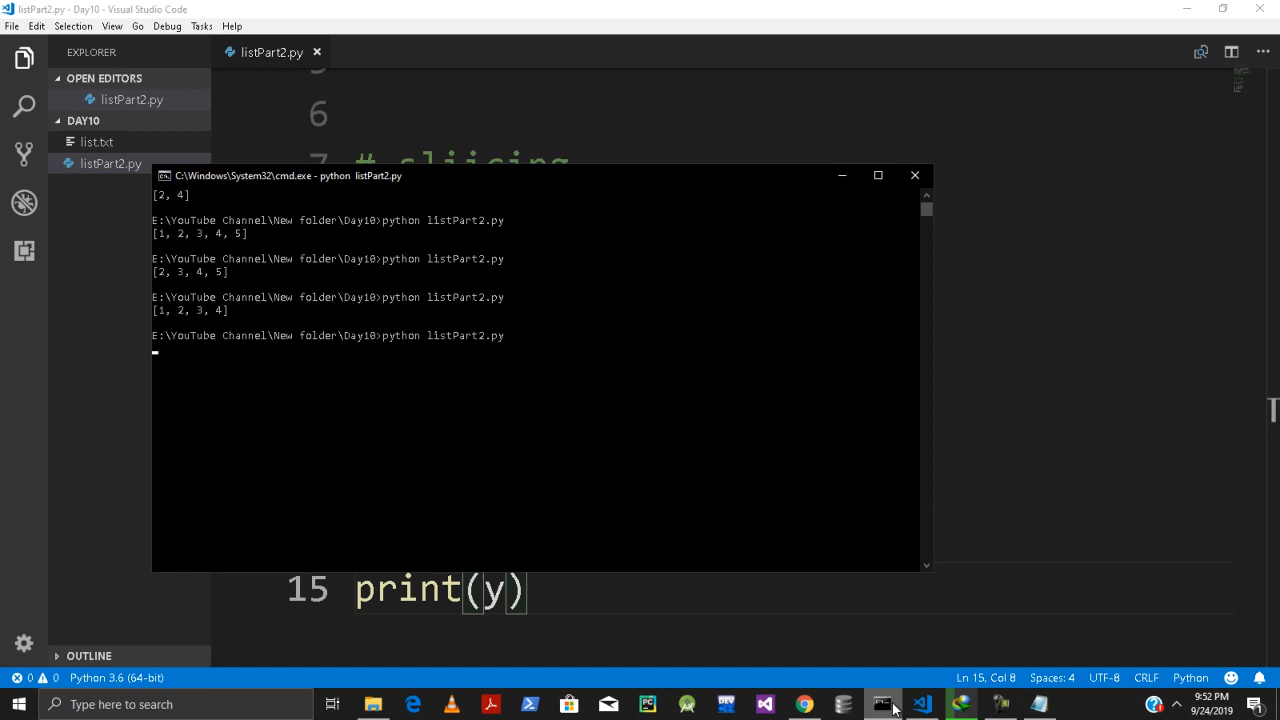 listPart2.py - Day10 - Visual Studio Code
File Edit Selection View Go Debug Tasks Help
EXPLORER
listPart2.py
OPEN EDITORS
listPart2.py
DAY10
list.txt
listPart2.py
6
7 # sliicing
C:\Windows\System32\cmd.exe - python listPart2.py
[2, 4]
E:\YouTube Channel\New folder\Day10>python listPart2.py
[1, 2, 3, 4, 5]
E:\YouTube Channel\New folder\Day10>python listPart2.py
[2, 3, 4, 5]
E:\YouTube Channel\New folder\Day10>python listPart2.py
[1, 2, 3, 4]
E:\YouTube Channel\New folder\Day10>python listPart2.py
15 print(y)
OUTLINE
0 0 Python 3.6 (64-bit) Ln 15, Col 8 Spaces: 4 UTF-8 CRLF Python
Type here to search
9:52 PM
9/24/2019